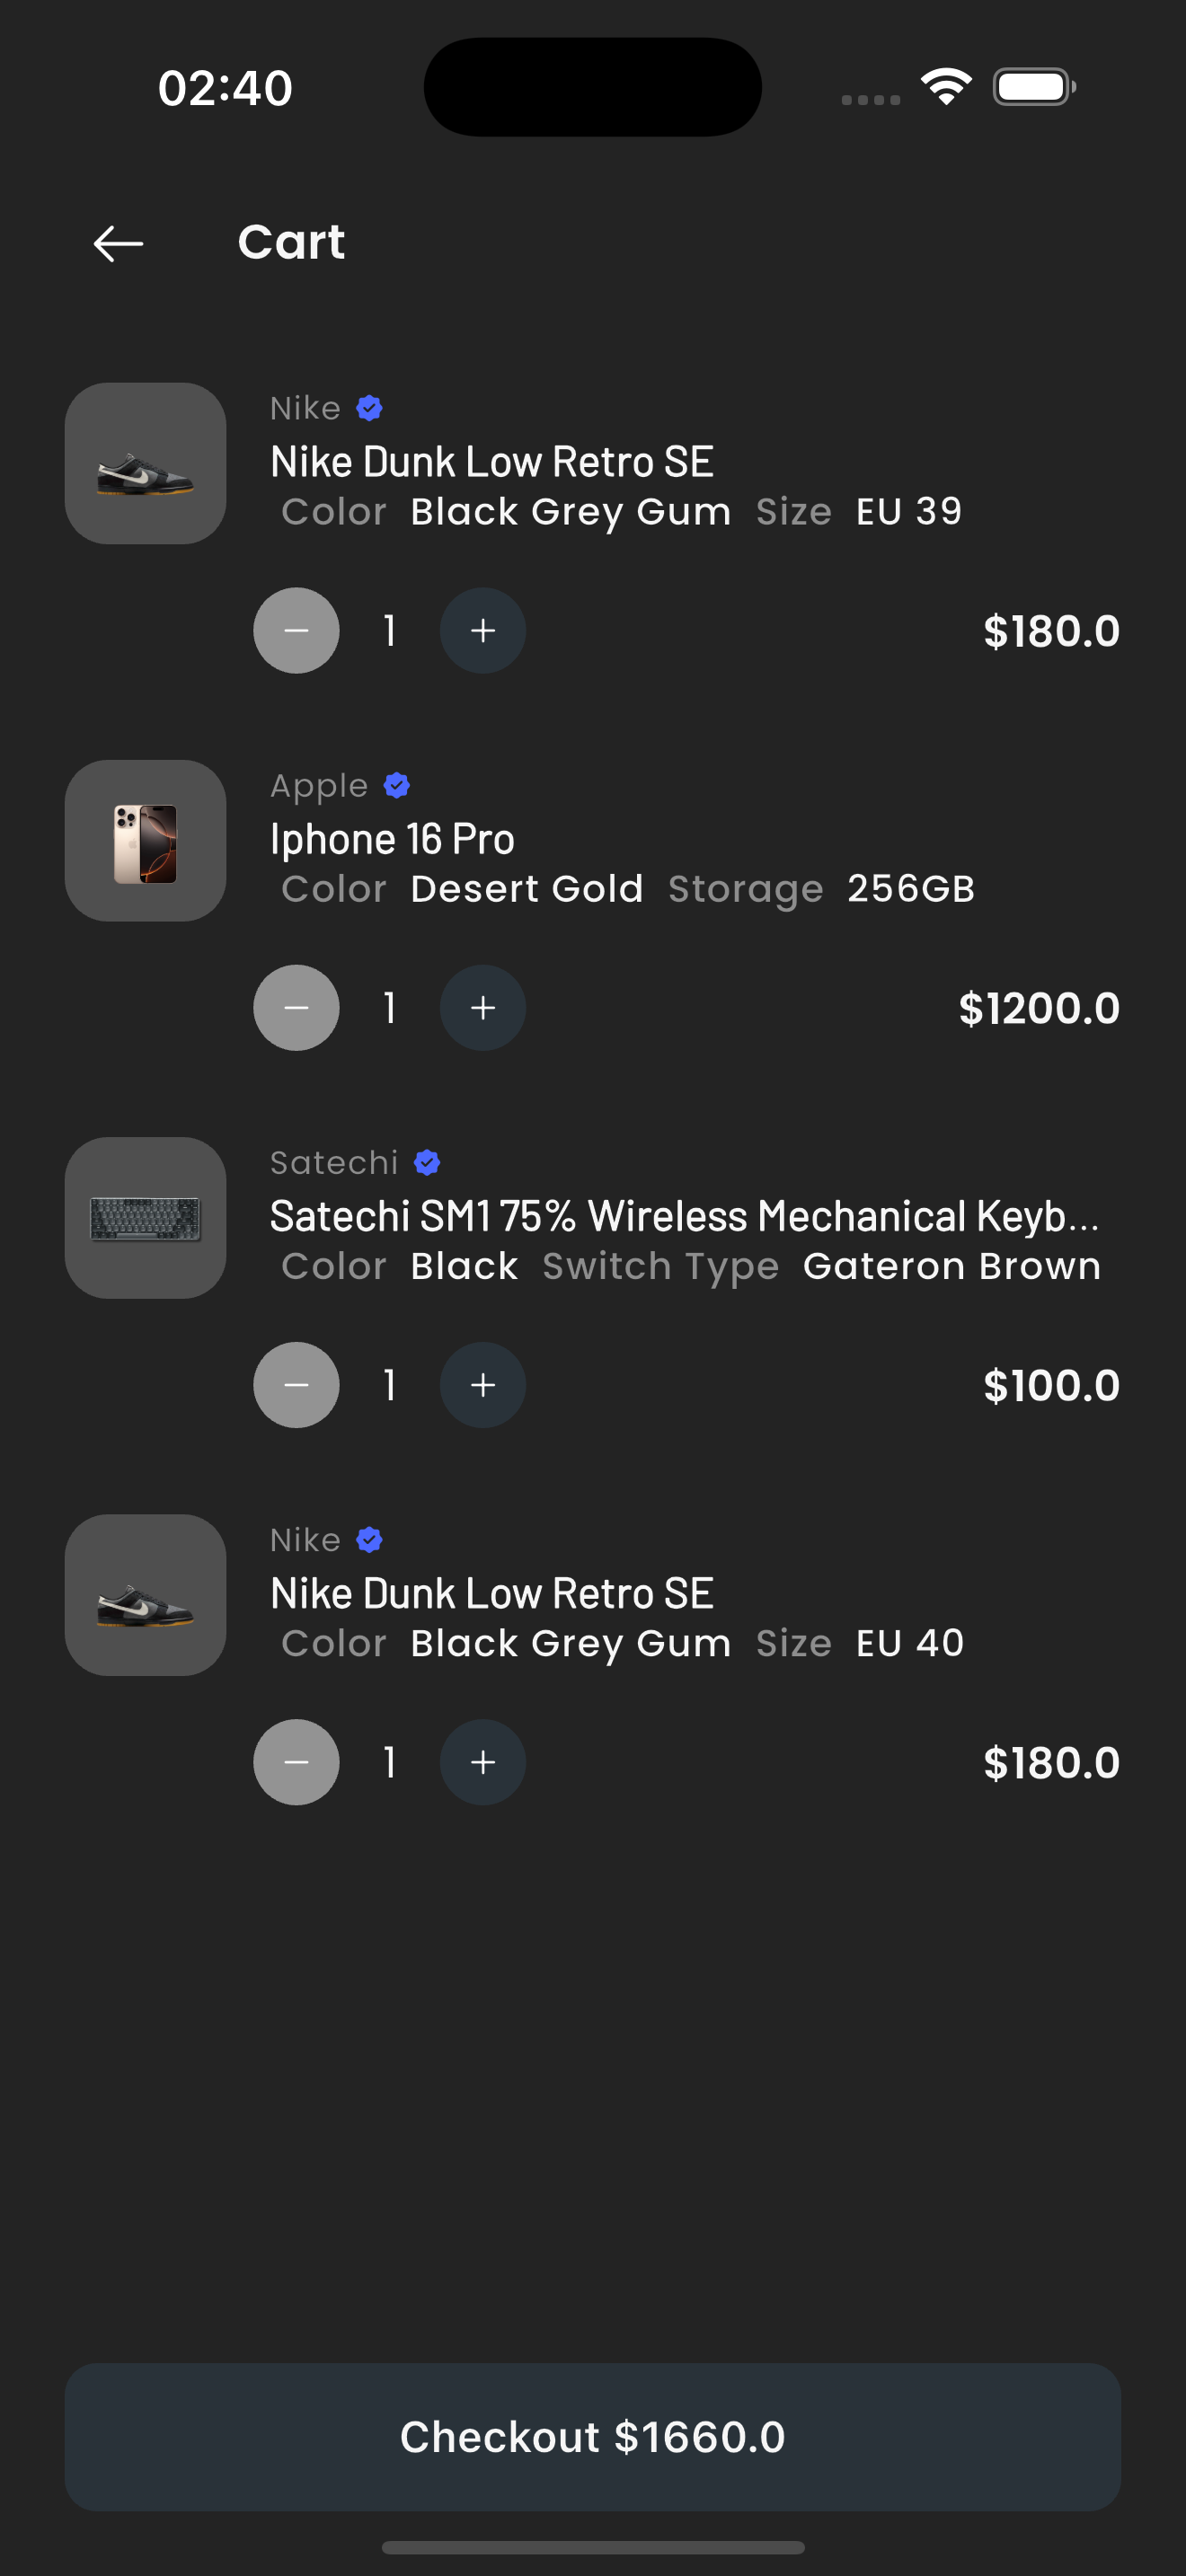 02:40
Cart
Nike
Nike Dunk Low Retro SE
Color Black Grey Gum Size EU 39
1 $180.0
Apple
Iphone 16 Pro
Color Desert Gold Storage 256GB
1 $1200.0
Satechi
Satechi SM1 75% Wireless Mechanical Keyb...
Color Black Switch Type Gateron Brown
1 $100.0
Nike
Nike Dunk Low Retro SE
Color Black Grey Gum Size EU 40
1 $180.0
Checkout $1660.0